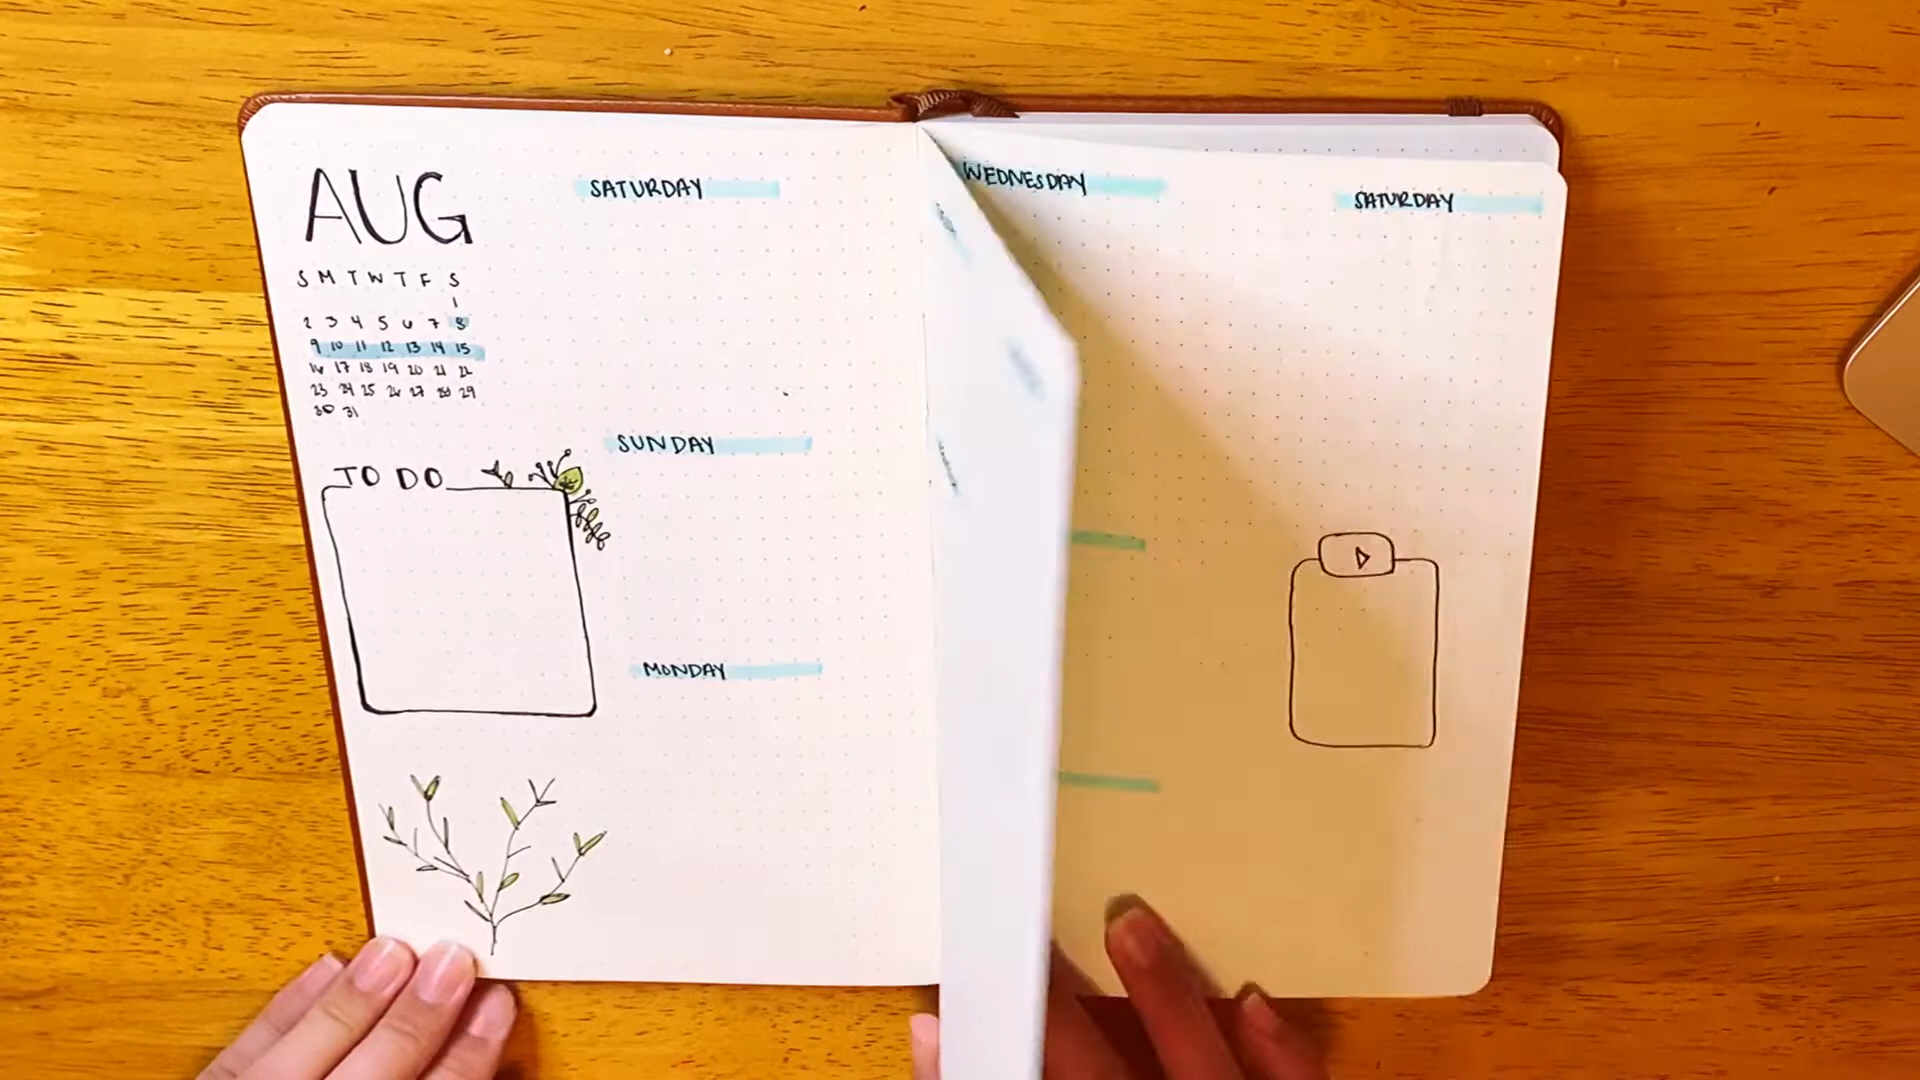 AUG
S M T W T F S
1
2 3 4 5 6 7 8
9 10 11 12 13 14 15
16 17 18 19 20 21 22
23 24 25 26 27 28 29
30 31
TO DO
SATURDAY
SUNDAY
MONDAY
WEDNESDAY
SATURDAY